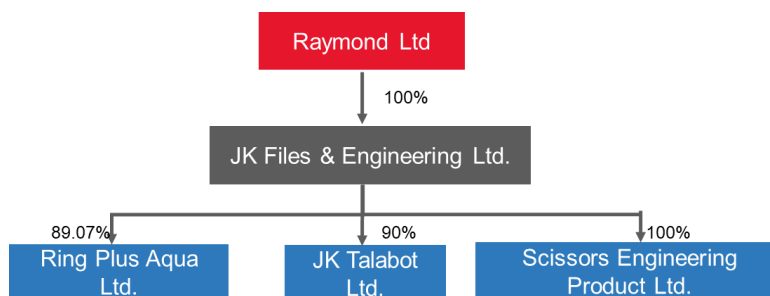 Raymond Ltd
100%
JK Files & Engineering Ltd.
89.07%
90%
100%
Ring Plus Aqua
Ltd.
JK Talabot
Ltd.
Scissors Engineering
Product Ltd.